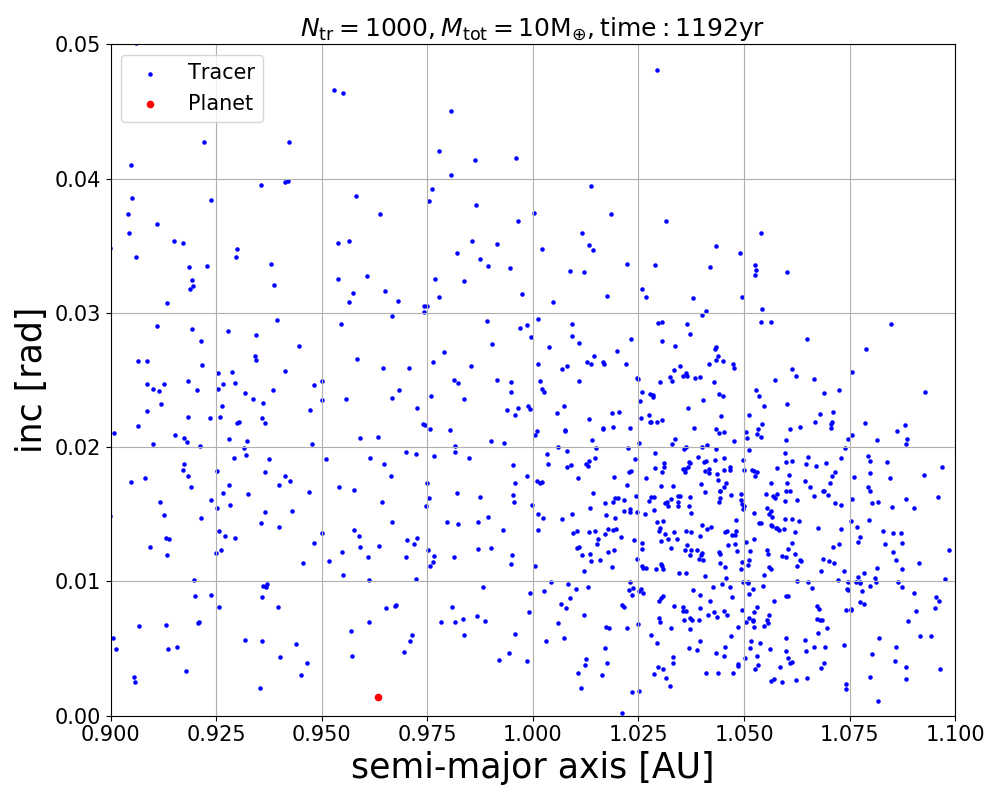 N_tr = 1000, M_tot = 10M_⊕, time : 1192yr
Tracer
Planet
0.05
0.04
0.03
0.02
0.01
0.00
inc [rad]
0.900 0.925 0.950 0.975 1.000 1.025 1.050 1.075 1.100
semi-major axis [AU]